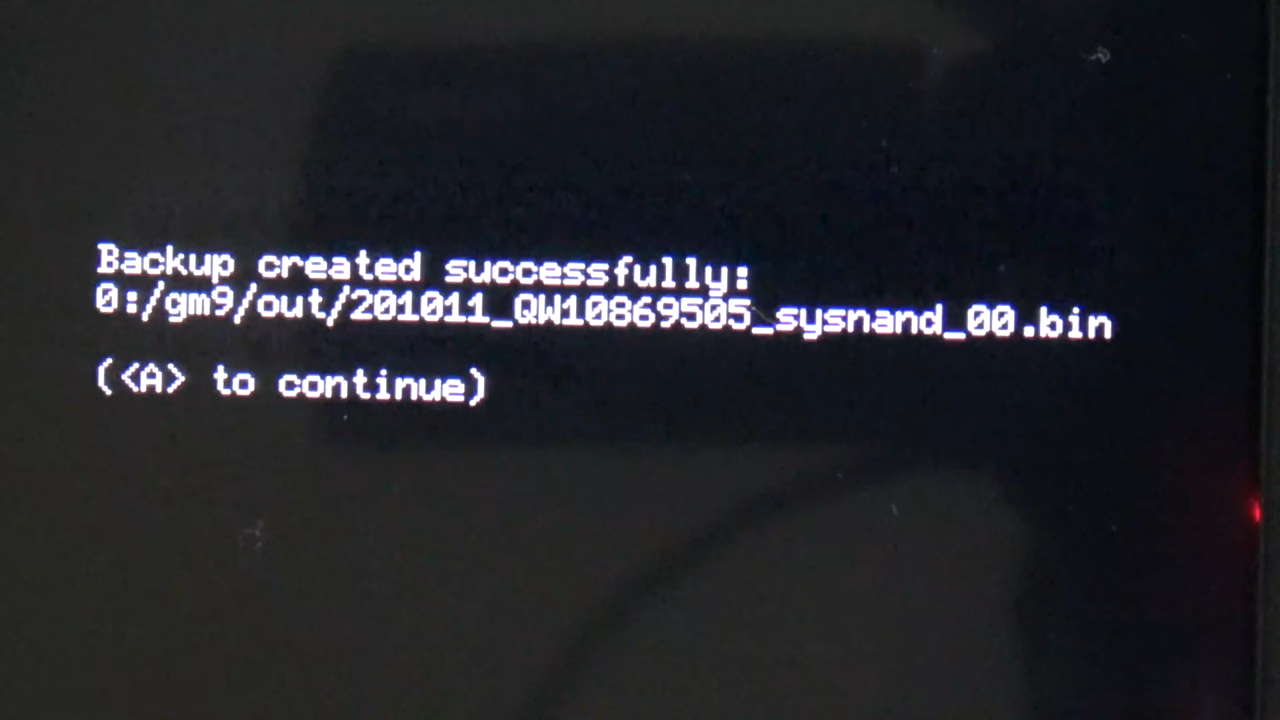 Backup created successfully:
0:/gm9/out/201011_QW10869505_sysnand_00.bin
(<A> to continue)